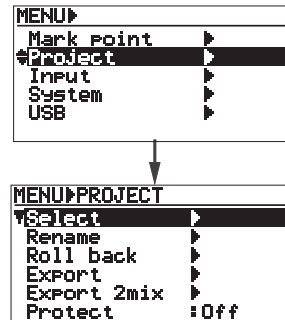 MENU▶
Mark point ▶
Project ▶
Input ▶
System ▶
USB ▶
MENU▶PROJECT
Select ▶
Rename ▶
Roll back ▶
Export ▶
Export 2mix ▶
Protect :Off